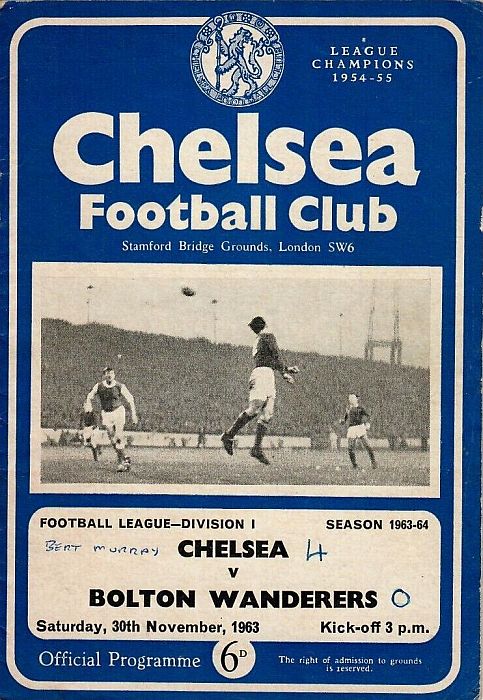 LEAGUE
CHAMPIONS
1954-55
Chelsea
Football Club
Stamford Bridge Grounds, London SW6
FOOTBALL LEAGUE—DIVISION I SEASON 1963-64
BERT MURRAY CHELSEA 4
v
BOLTON WANDERERS 0
Saturday, 30th November, 1963 Kick-off 3 p.m.
Official Programme 6D The right of admission to grounds
is reserved.